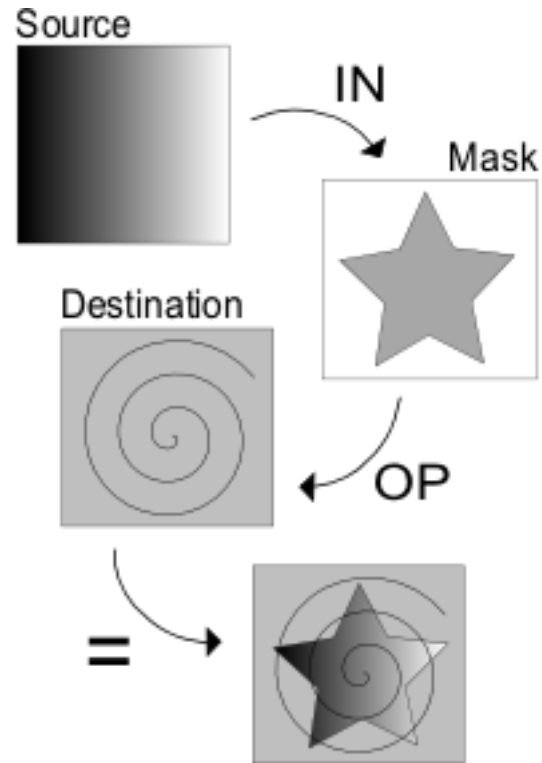 Source
IN
Mask
Destination
OP
=